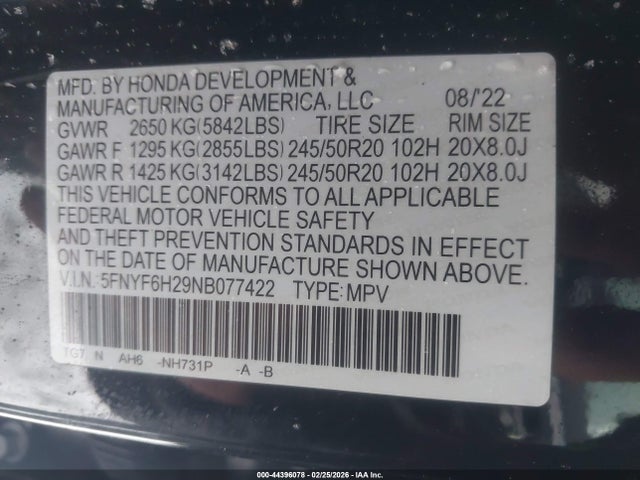 MFD. BY HONDA DEVELOPMENT &
MANUFACTURING OF AMERICA, LLC 08/'22
GVWR 2650 KG(5842LBS) TIRE SIZE RIM SIZE
GAWR F 1295 KG(2855LBS) 245/50R20 102H 20X8.0J
GAWR R 1425 KG(3142LBS) 245/50R20 102H 20X8.0J
THIS VEHICLE CONFORMS TO ALL APPLICABLE
FEDERAL MOTOR VEHICLE SAFETY
AND THEFT PREVENTION STANDARDS IN EFFECT
ON THE DATE OF MANUFACTURE SHOWN ABOVE.
V.I.N. 5FNYF6H29NB077422 TYPE: MPV
TG7 N AH6 -NH731P -A -B
000-44396078 - 02/25/2026 - IAA Inc.